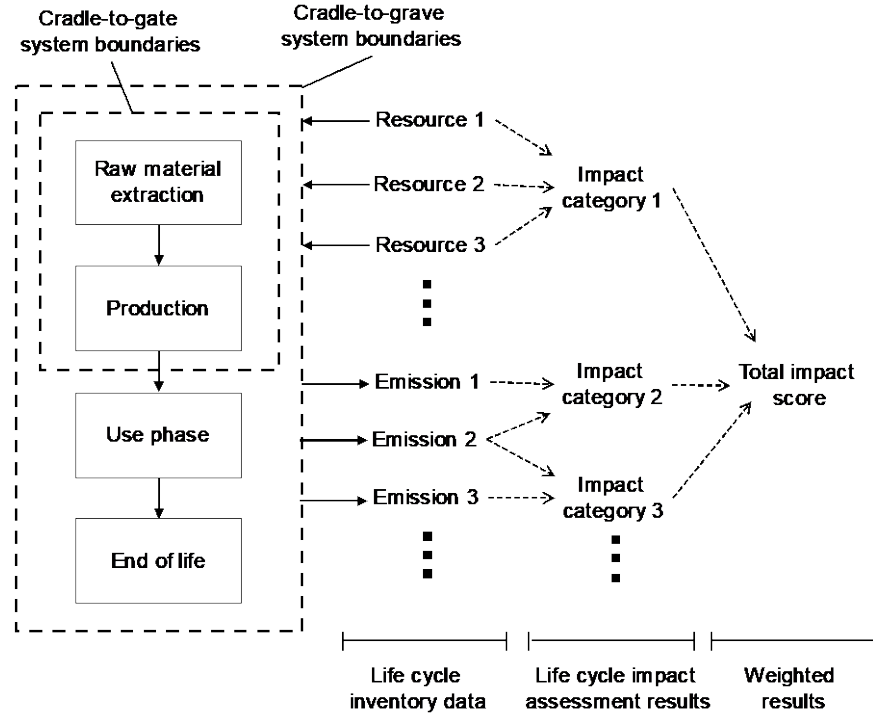 Cradle-to-gate
system boundaries
Cradle-to-grave
system boundaries
Raw material
extraction
Production
Use phase
End of life
Resource 1
Resource 2
Resource 3
Emission 1
Emission 2
Emission 3
Impact
category 1
Impact
category 2
Impact
category 3
Total impact
score
Life cycle
inventory data
Life cycle impact
assessment results
Weighted
results